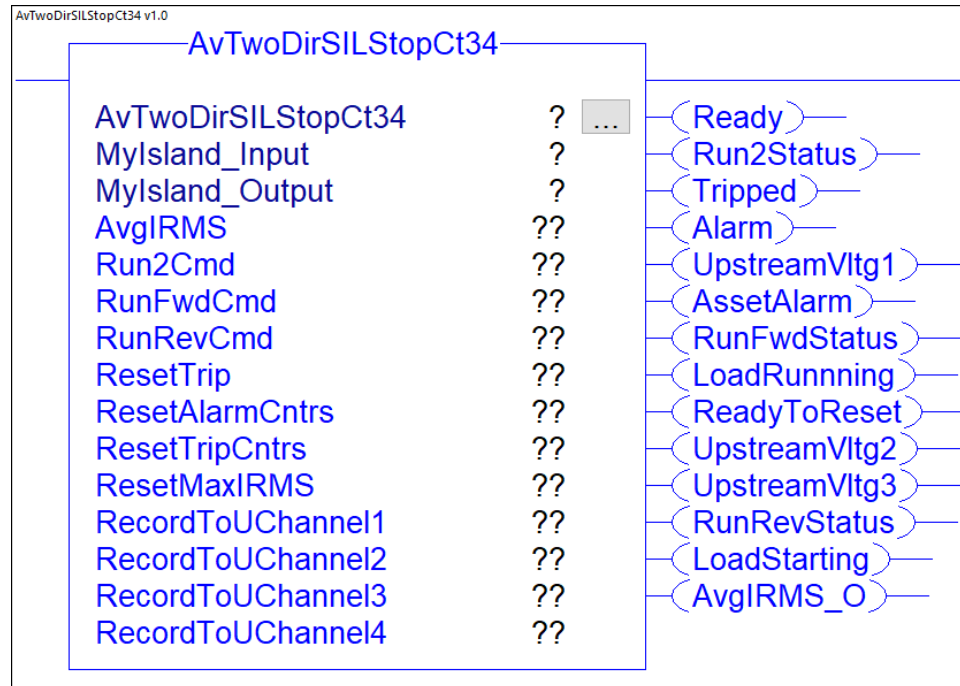 AvTwoDirSILStopCt34 v1.0
AvTwoDirSILStopCt34
AvTwoDirSILStopCt34 ? ... Ready
MyIsland_Input ? Run2Status
MyIsland_Output ? Tripped
AvgIRMS ?? Alarm
Run2Cmd ?? UpstreamVltg1
RunFwdCmd ?? AssetAlarm
RunRevCmd ?? RunFwdStatus
ResetTrip ?? LoadRunnning
ResetAlarmCntrs ?? ReadyToReset
ResetTripCntrs ?? UpstreamVltg2
ResetMaxIRMS ?? UpstreamVltg3
RecordToUChannel1 ?? RunRevStatus
RecordToUChannel2 ?? LoadStarting
RecordToUChannel3 ?? AvgIRMS_O
RecordToUChannel4 ??